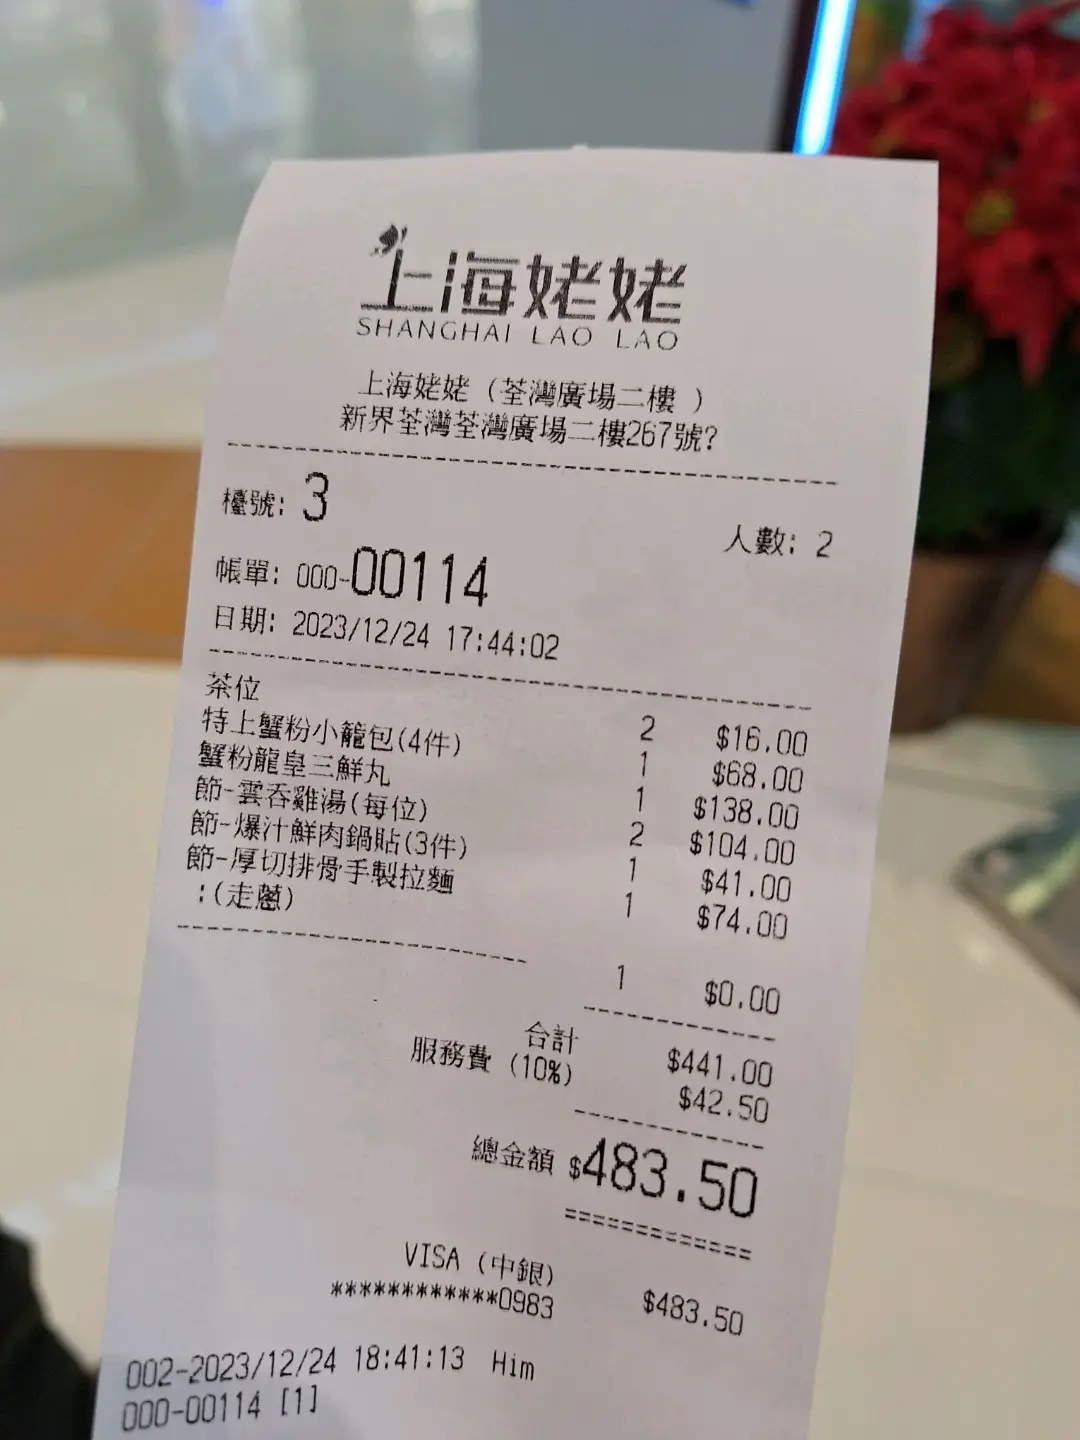 上海姥姥
SHANGHAI LAO LAO
上海姥姥 (荃灣廣場二樓 )
新界荃灣荃灣廣場二樓267號?
檯號: 3 人數: 2
帳單: 000-00114
日期: 2023/12/24 17:44:02
茶位 2 $16.00
特上蟹粉小籠包(4件) 1 $68.00
蟹粉龍皇三鮮丸 1 $138.00
節-雲吞雞湯(每位) 2 $104.00
節-爆汁鮮肉鍋貼(3件) 1 $41.00
節-厚切排骨手製拉麵 1 $74.00
:(走蔥)
1 $0.00
合計 $441.00
服務費 (10%) $42.50
總金額 $483.50
VISA (中銀) $483.50
************0983
002-2023/12/24 18:41:13 Him
000-00114 [1]